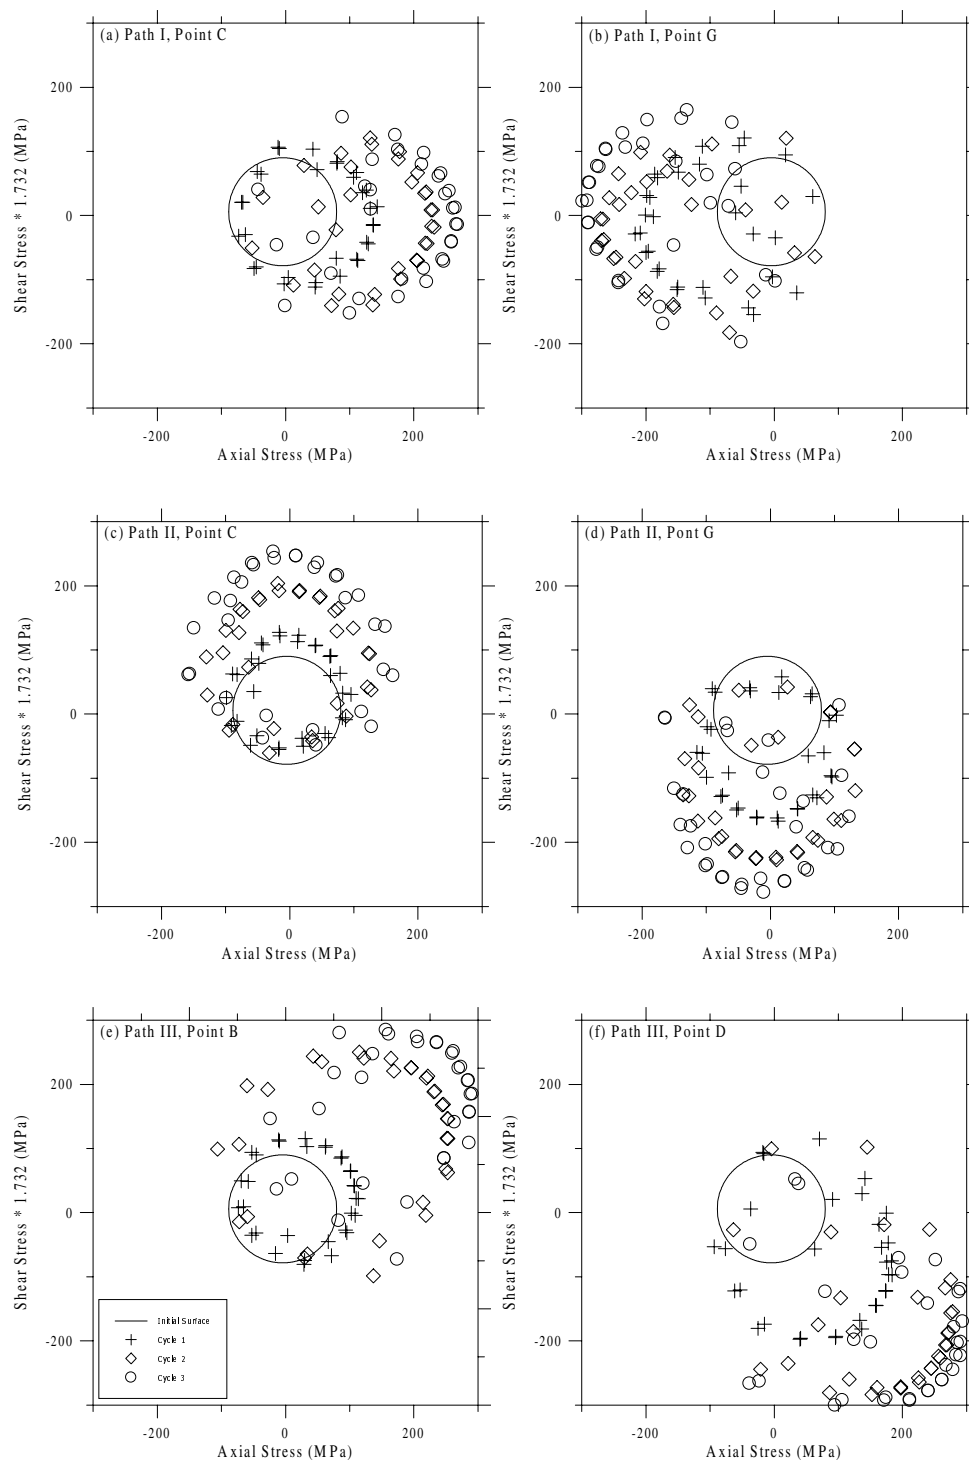 (a) Path I, Point C
200
0
-200
Shear Stress * 1.732 (MPa)
-200 0 200
Axial Stress (MPa)
(b) Path I, Point G
200
0
-200
Shear Stress * 1.732 (MPa)
-200 0 200
Axial Stress (MPa)
(c) Path II, Point C
200
0
-200
Shear Stress * 1.732 (MPa)
-200 0 200
Axial Stress (MPa)
(d) Path II, Pont G
200
0
-200
Shear Stress * 1.732 (MPa)
-200 0 200
Axial Stress (MPa)
(e) Path III, Point B
200
0
-200
Shear Stress * 1.732 (MPa)
Initial Surface
Cycle 1
Cycle 2
Cycle 3
-200 0 200
Axial Stress (MPa)
(f) Path III, Point D
200
0
-200
Shear Stress * 1.732 (MPa)
-200 0 200
Axial Stress (MPa)